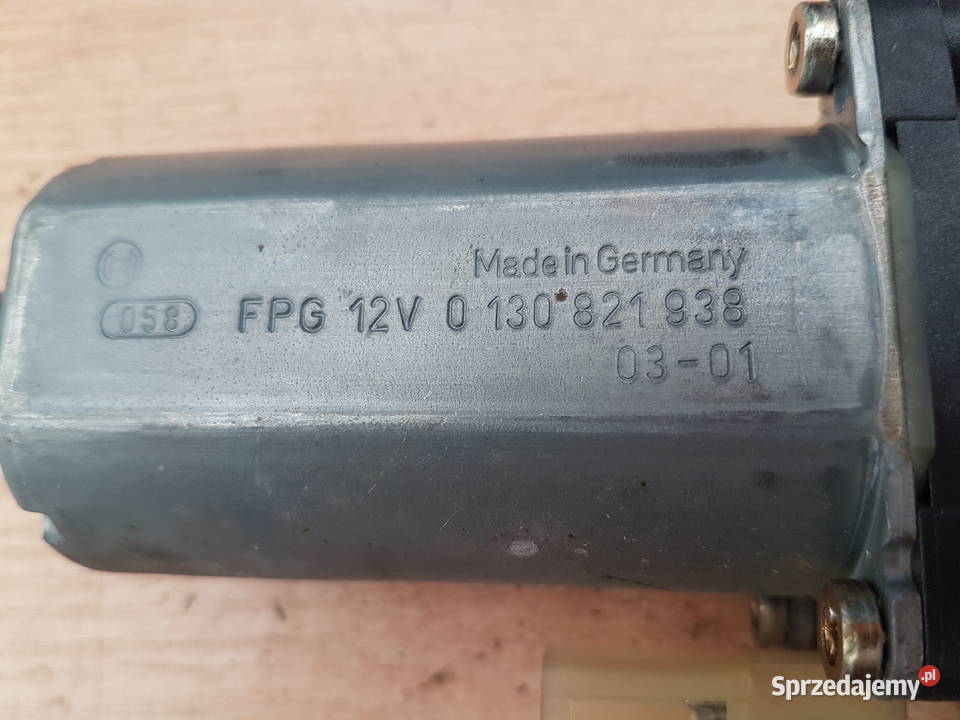 Made in Germany
058 FPG 12V 0 130 821 938
03-01
Sprzedajemy.pl